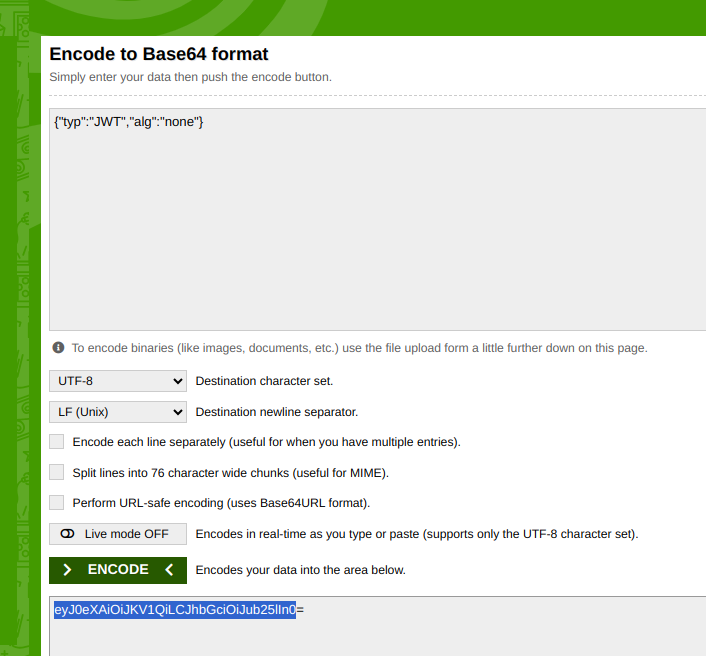 Encode to Base64 format
Simply enter your data then push the encode button.
{"typ":"JWT","alg":"none"}
To encode binaries (like images, documents, etc.) use the file upload form a little further down on this page.
UTF-8 Destination character set.
LF (Unix) Destination newline separator.
Encode each line separately (useful for when you have multiple entries).
Split lines into 76 character wide chunks (useful for MIME).
Perform URL-safe encoding (uses Base64URL format).
Live mode OFF Encodes in real-time as you type or paste (supports only the UTF-8 character set).
> ENCODE < Encodes your data into the area below.
eyJ0eXAiOiJKV1QiLCJhbGciOiJub25lIn0=